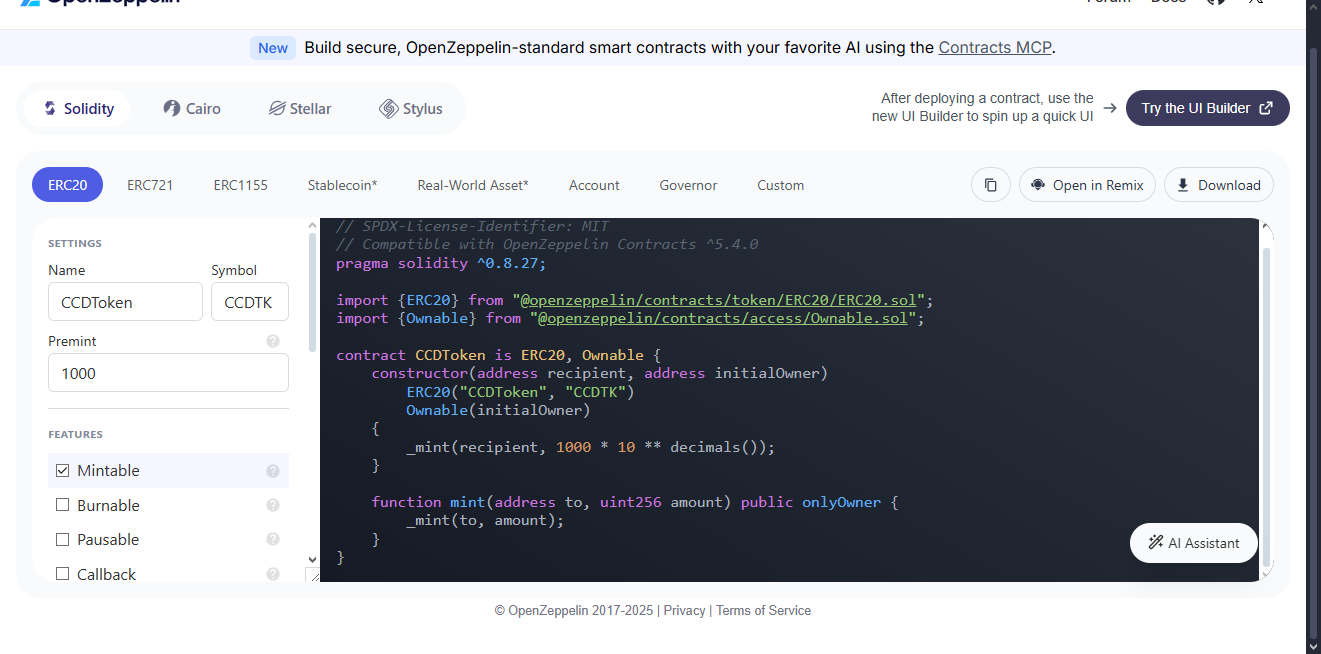 OpenZeppelin
Forum Docs
New Build secure, OpenZeppelin-standard smart contracts with your favorite AI using the Contracts MCP.
Solidity Cairo Stellar Stylus
After deploying a contract, use the
new UI Builder to spin up a quick UI
Try the UI Builder
ERC20 ERC721 ERC1155 Stablecoin* Real-World Asset* Account Governor Custom
Open in Remix Download
SETTINGS
Name Symbol
CCDToken CCDTK
Premint
1000
FEATURES
Mintable
Burnable
Pausable
Callback
// SPDX-License-Identifier: MIT
// Compatible with OpenZeppelin Contracts ^5.4.0
pragma solidity ^0.8.27;
import {ERC20} from "@openzeppelin/contracts/token/ERC20/ERC20.sol";
import {Ownable} from "@openzeppelin/contracts/access/Ownable.sol";
contract CCDToken is ERC20, Ownable {
constructor(address recipient, address initialOwner)
ERC20("CCDToken", "CCDTK")
Ownable(initialOwner)
{
_mint(recipient, 1000 * 10 ** decimals());
}
function mint(address to, uint256 amount) public onlyOwner {
_mint(to, amount);
}
}
AI Assistant
© OpenZeppelin 2017-2025 | Privacy | Terms of Service